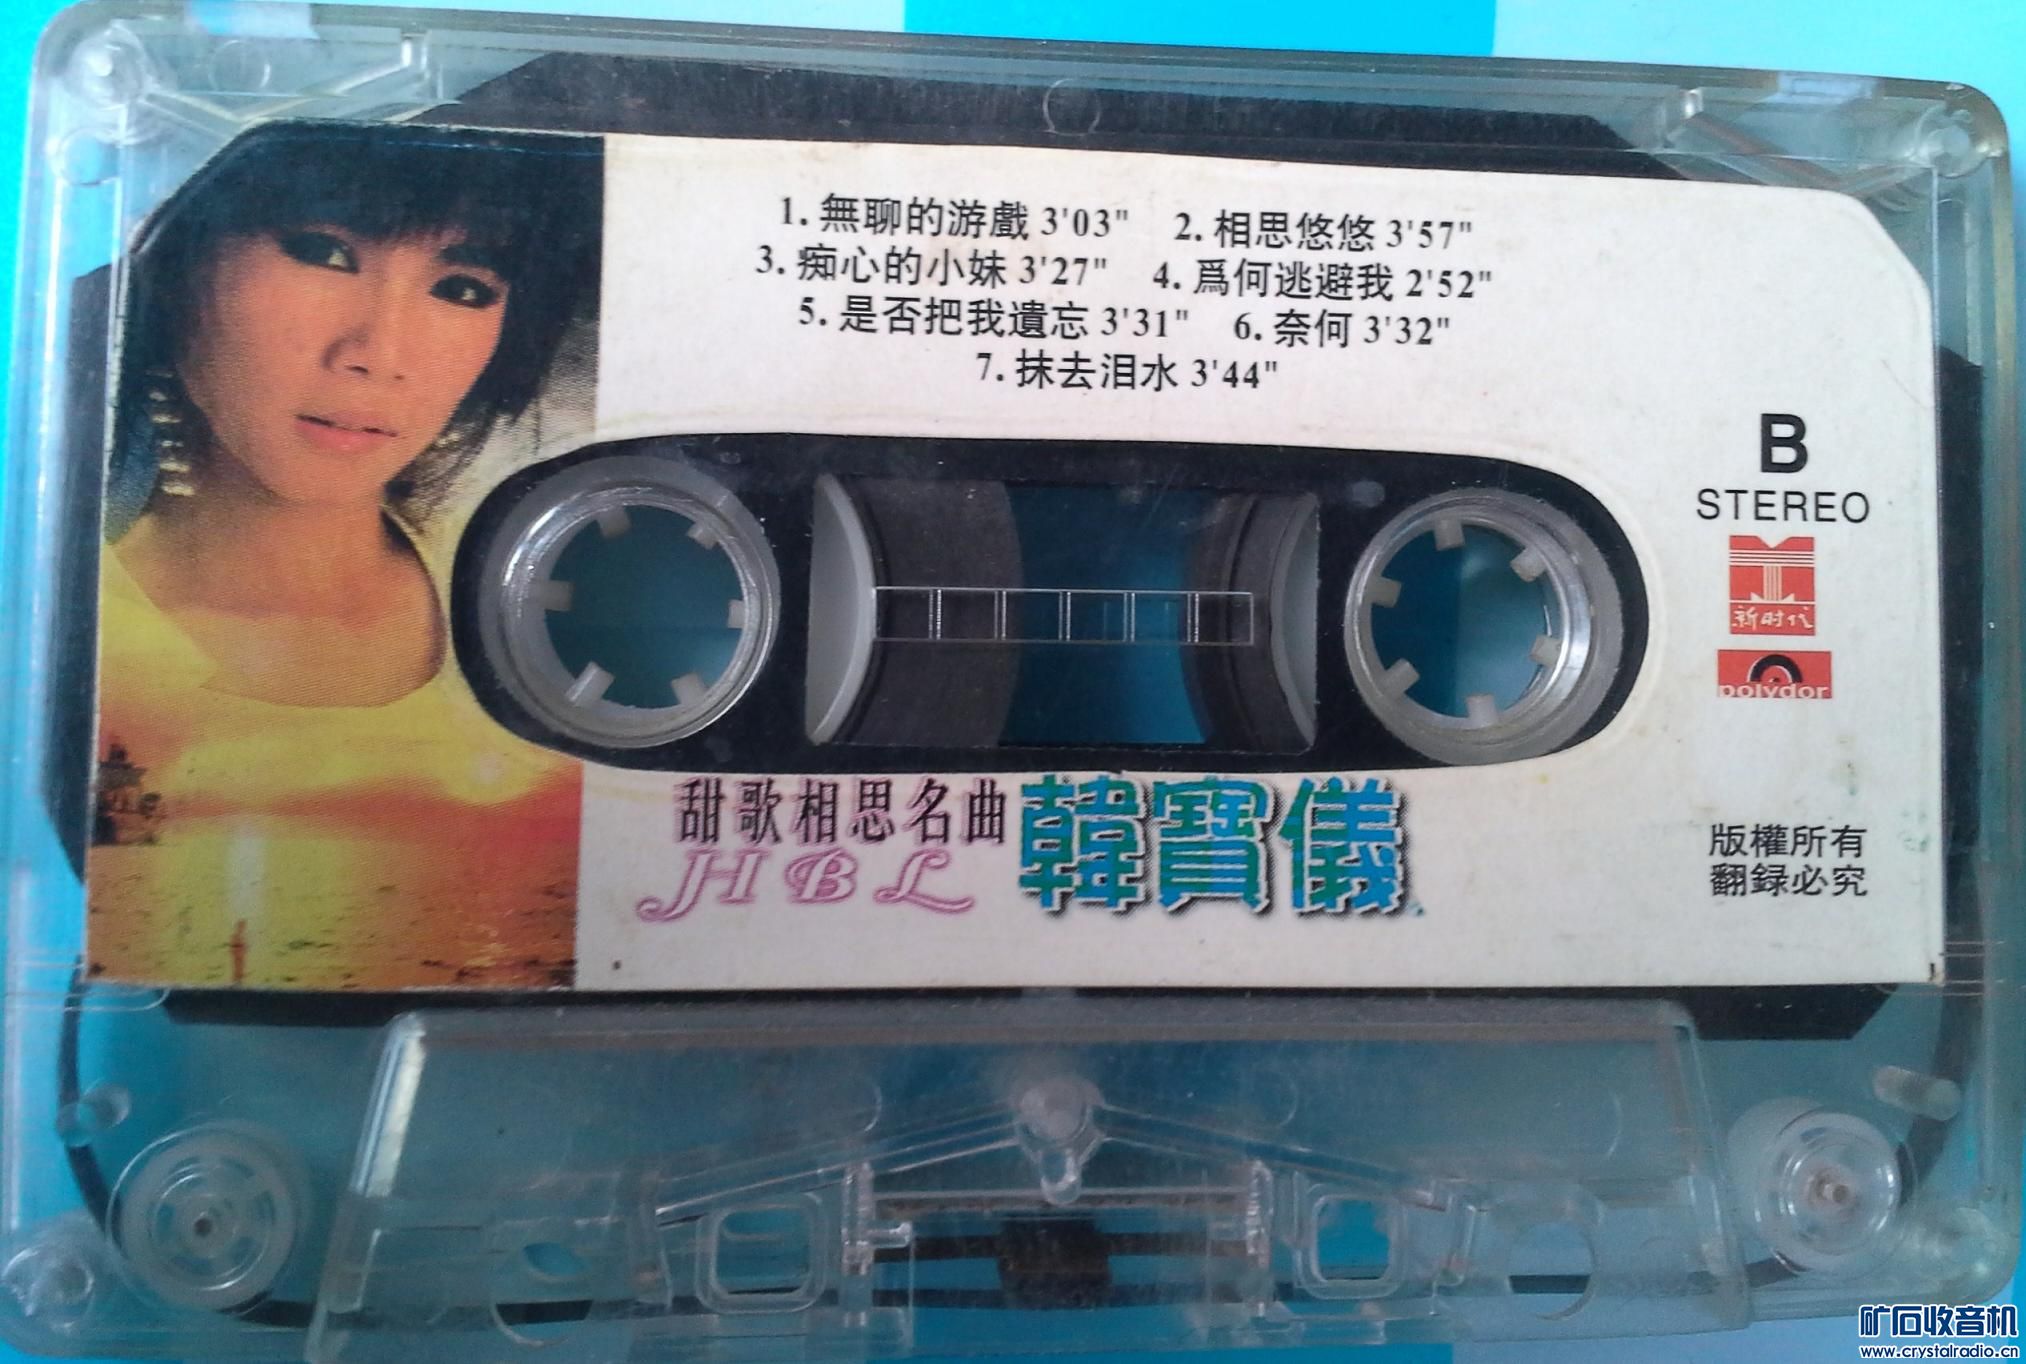 1. 無聊的游戲 3'03" 2. 相思悠悠 3'57"
3. 痴心的小妹 3'27" 4. 爲何逃避我 2'52"
5. 是否把我遺忘 3'31" 6. 奈何 3'32"
7. 抹去泪水 3'44"
B
STEREO
新时代
polydor
甜歌相思名曲 韓寶儀
HBL
版權所有
翻録必究
矿石收音机
www.crystalradio.cn